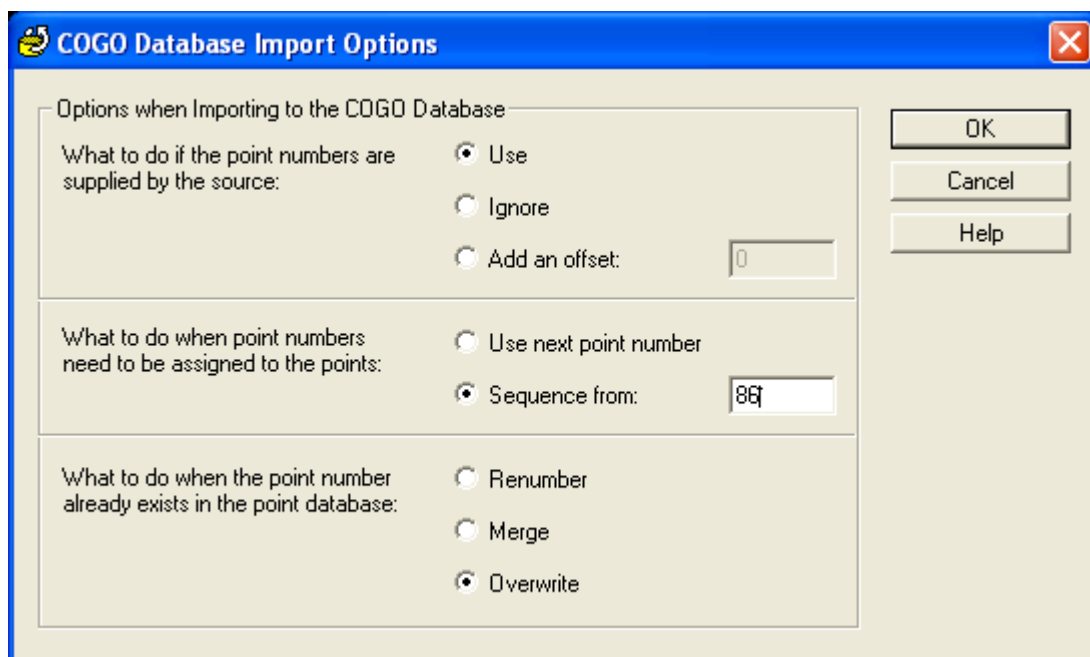 COGO Database Import Options
Options when Importing to the COGO Database
What to do if the point numbers are
supplied by the source:
Use
Ignore
Add an offset:
0
What to do when point numbers
need to be assigned to the points:
Use next point number
Sequence from:
86
What to do when the point number
already exists in the point database:
Renumber
Merge
Overwrite
OK
Cancel
Help